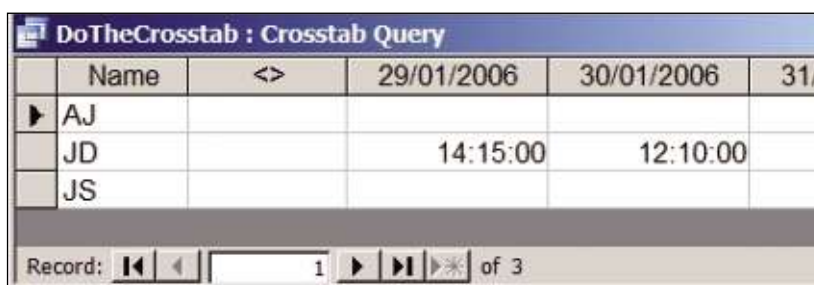 DoTheCrosstab : Crosstab Query
Name <> 29/01/2006 30/01/2006 31/
AJ
JD 14:15:00 12:10:00
JS
Record: 1 of 3